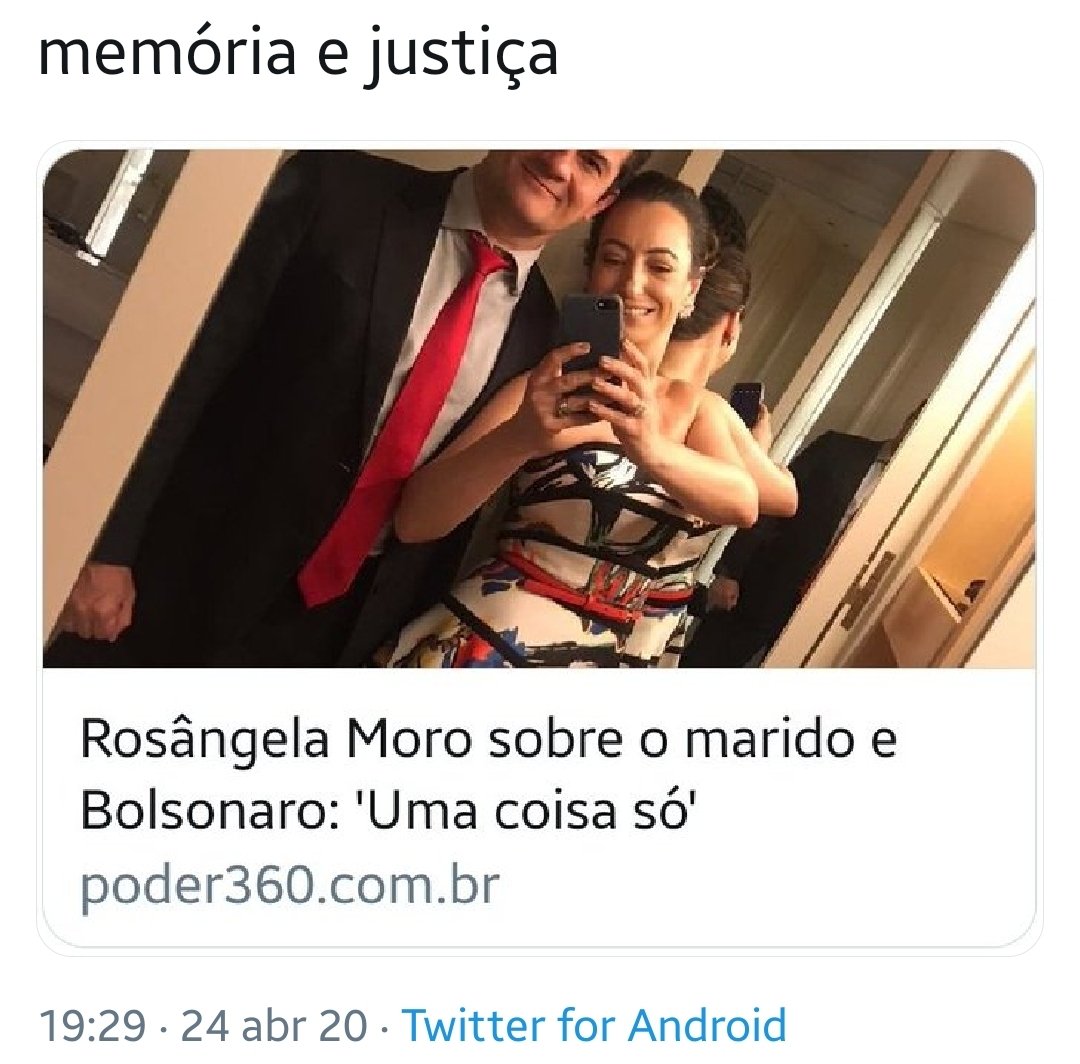 memória e justiça
Rosângela Moro sobre o marido e
Bolsonaro: 'Uma coisa só'
poder360.com.br
19:29 · 24 abr 20 · Twitter for Android